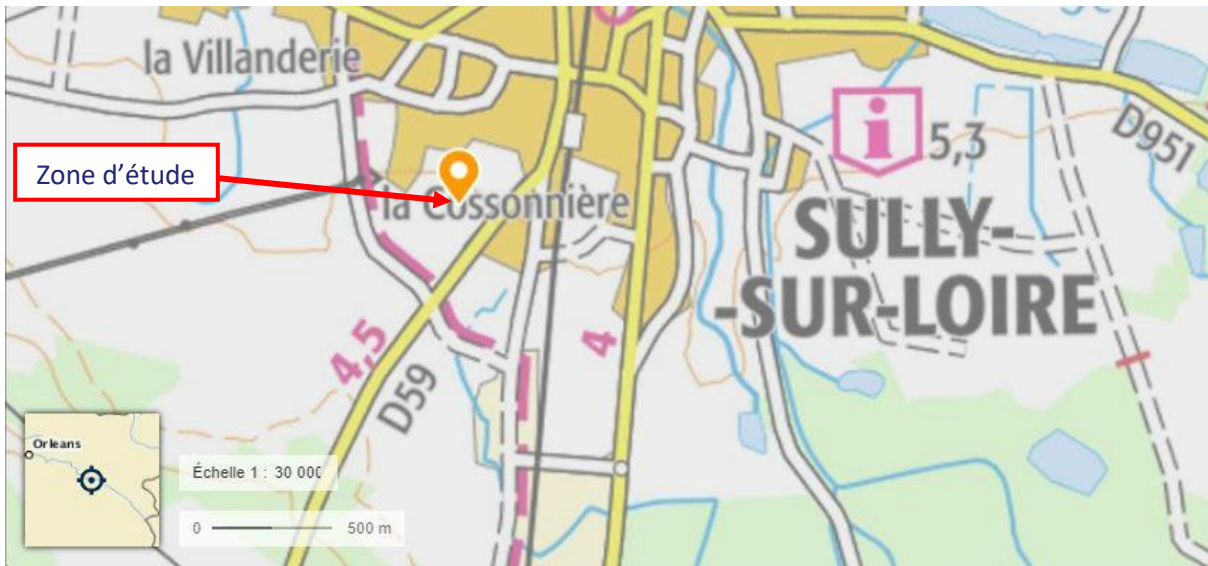 la Villanderie
Zone d'étude
la Cossonnière
5,3
D951
SULLY-
-SUR-LOIRE
4,5
4
D59
Orleans
Échelle 1 : 30 000
0 500 m